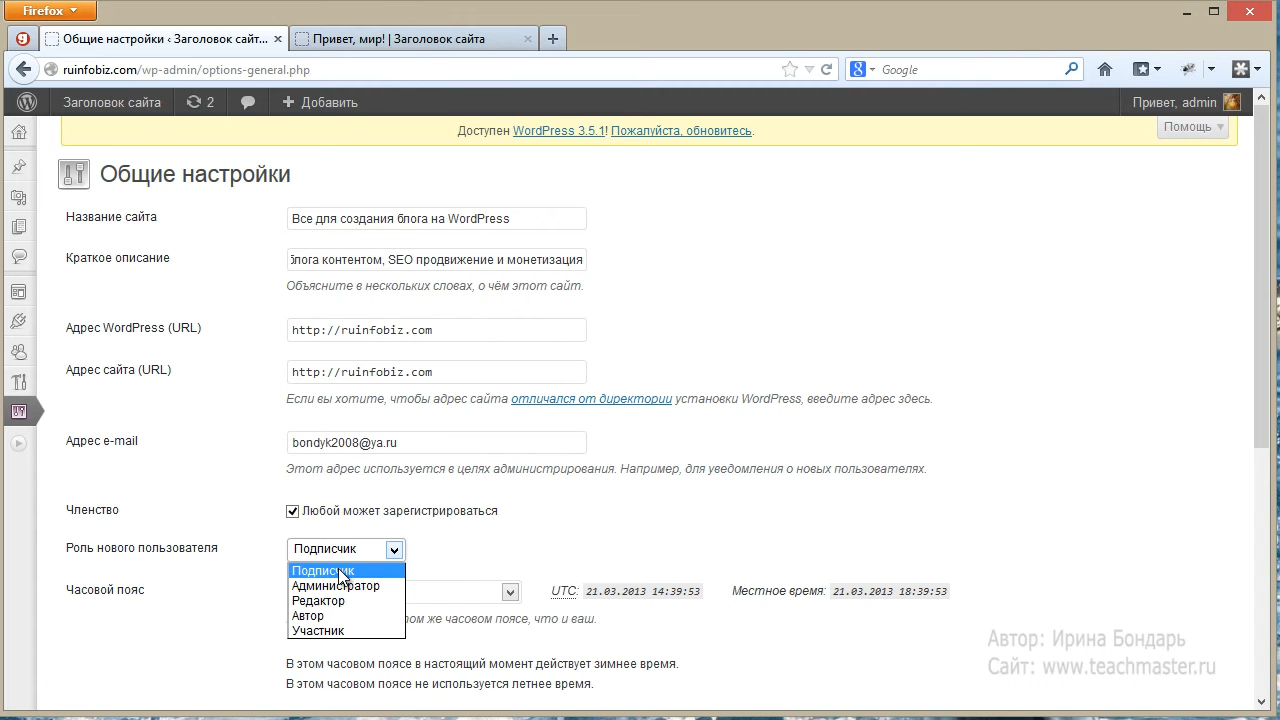 Firefox
Общие настройки ‹ Заголовок сайт...
Привет, мир! | Заголовок сайта
ruinfobiz.com/wp-admin/options-general.php
Google
Заголовок сайта
2
Добавить
Привет, admin
Доступен WordPress 3.5.1! Пожалуйста, обновитесь.
Помощь
Общие настройки
Название сайта
Все для создания блога на WordPress
Краткое описание
блога контентом, SEO продвижение и монетизация
Объясните в нескольких словах, о чём этот сайт.
Адрес WordPress (URL)
http://ruinfobiz.com
Адрес сайта (URL)
http://ruinfobiz.com
Если вы хотите, чтобы адрес сайта отличался от директории установки WordPress, введите адрес здесь.
Адрес e-mail
bondyk2008@ya.ru
Этот адрес используется в целях администрирования. Например, для уведомления о новых пользователях.
Членство
Любой может зарегистрироваться
Роль нового пользователя
Подписчик
Подписчик
Администратор
Редактор
Автор
Участник
Часовой пояс
UTC: 21.03.2013 14:39:53
Местное время: 21.03.2013 18:39:53
ом же часовом поясе, что и ваш.
В этом часовом поясе в настоящий момент действует зимнее время.
В этом часовом поясе не используется летнее время.
Автор: Ирина Бондарь
Сайт: www.teachmaster.ru